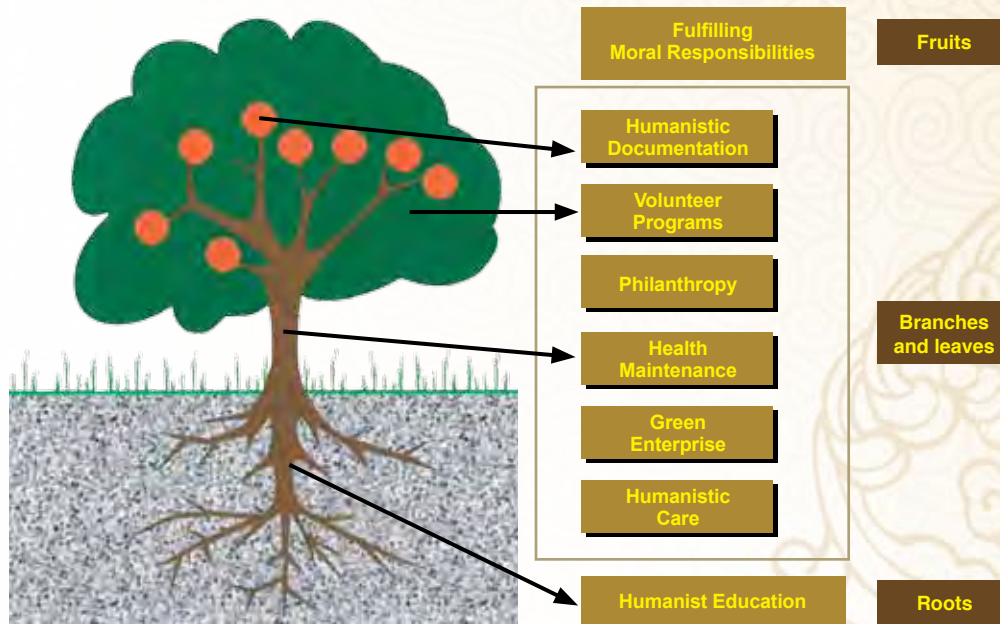 Fulfilling
Moral Responsibilities
Fruits
Humanistic
Documentation
Volunteer
Programs
Philanthropy
Health
Maintenance
Green
Enterprise
Humanistic
Care
Branches
and leaves
Humanist Education
Roots